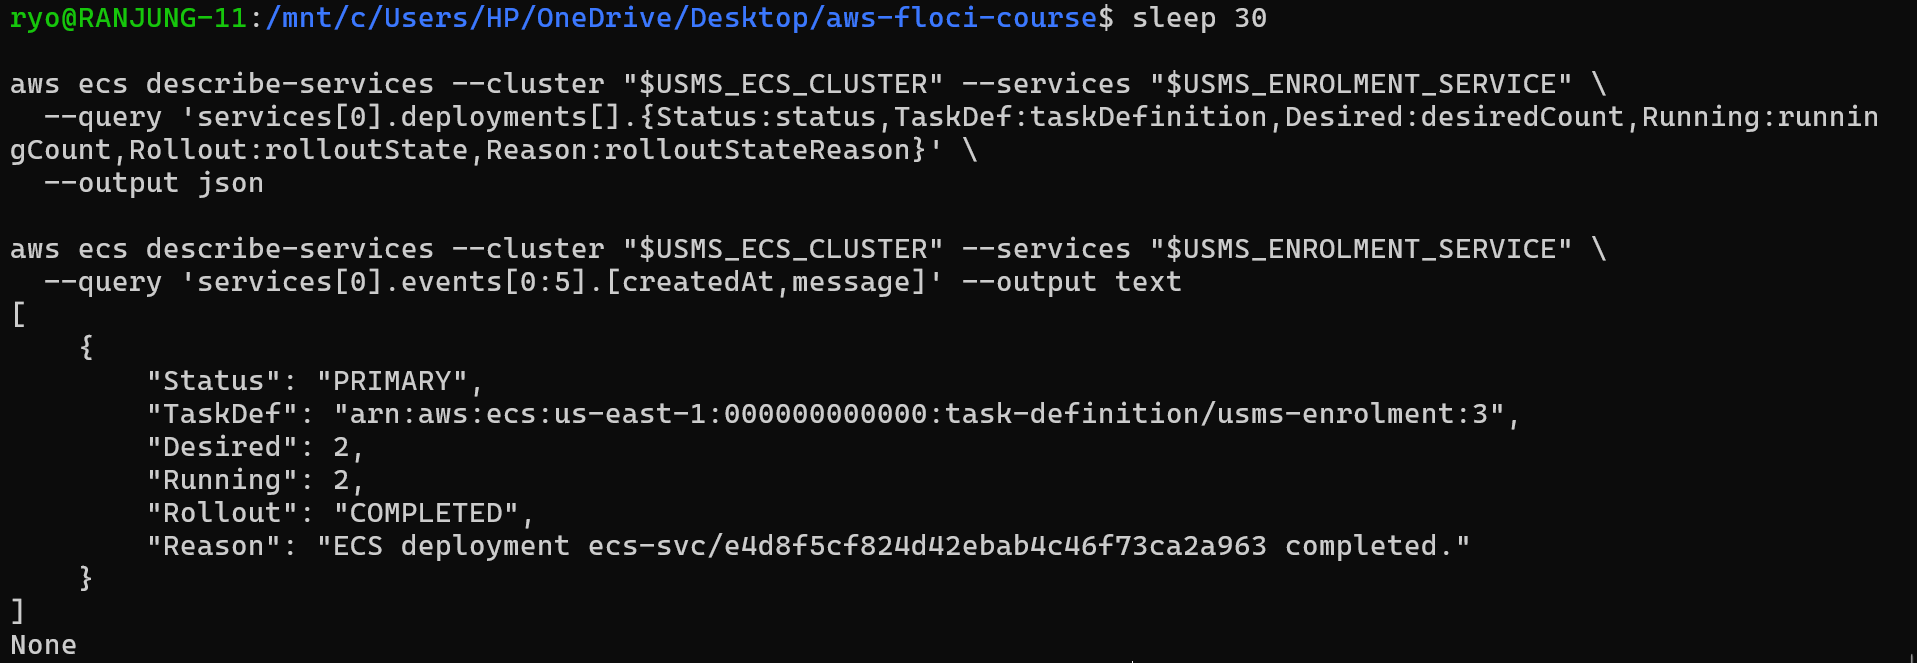 ryo@RANJUNG-11:/mnt/c/Users/HP/OneDrive/Desktop/aws-floci-course$ sleep 30
aws ecs describe-services --cluster "$USMS_ECS_CLUSTER" --services "$USMS_ENROLMENT_SERVICE" \
  --query 'services[0].deployments[].{Status:status,TaskDef:taskDefinition,Desired:desiredCount,Running:runnin
gCount,Rollout:rolloutState,Reason:rolloutStateReason}' \
  --output json
aws ecs describe-services --cluster "$USMS_ECS_CLUSTER" --services "$USMS_ENROLMENT_SERVICE" \
  --query 'services[0].events[0:5].[createdAt,message]' --output text
[
    {
        "Status": "PRIMARY",
        "TaskDef": "arn:aws:ecs:us-east-1:000000000000:task-definition/usms-enrolment:3",
        "Desired": 2,
        "Running": 2,
        "Rollout": "COMPLETED",
        "Reason": "ECS deployment ecs-svc/e4d8f5cf824d42ebab4c46f73ca2a963 completed."
    }
]
None